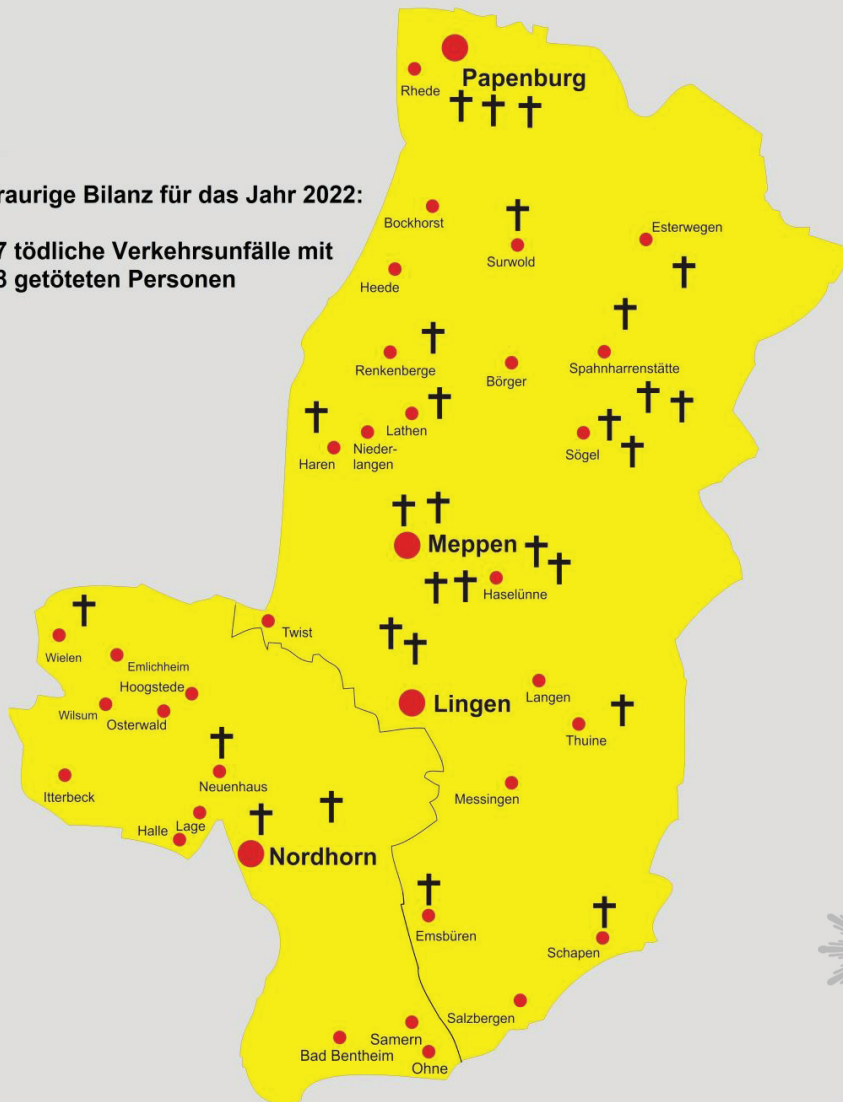 raurige Bilanz für das Jahr 2022:
7 tödliche Verkehrsunfälle mit
8 getöteten Personen
Papenburg
Rhede
Bockhorst
Surwold
Esterwegen
Heede
Renkenberge
Börger
Spahnharrenstätte
Lathen
Nieder-
langen
Haren
Sögel
Meppen
Haselünne
Twist
Wielen
Emlichheim
Hoogstede
Wilsum
Osterwald
Lingen
Langen
Thuine
Neuenhaus
Itterbeck
Messingen
Halle
Lage
Nordhorn
Emsbüren
Schapen
Salzbergen
Samern
Bad Bentheim
Ohne